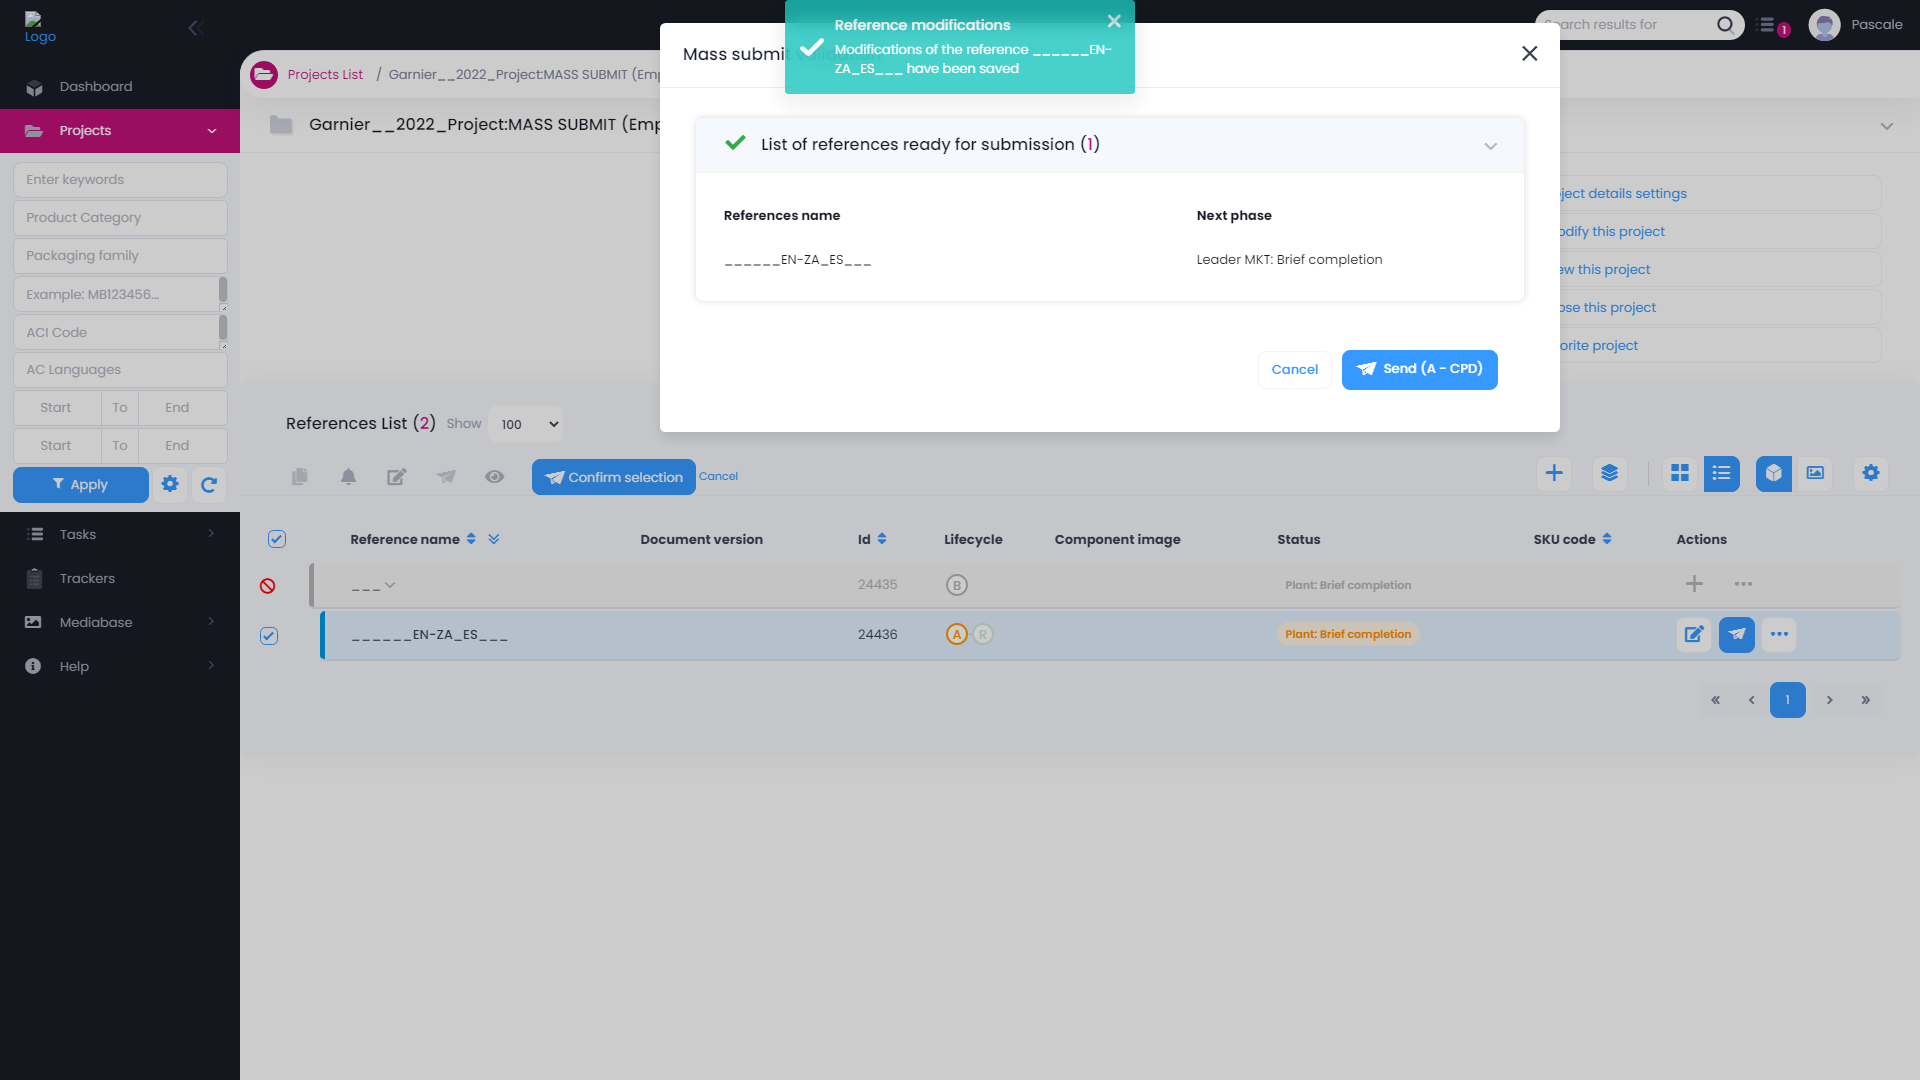 Logo
Dashboard
Projects
Enter keywords
Product Category
Packaging family
Example: MB123456...
ACI Code
AC Languages
Start To End
Start To End
Apply
Tasks
Trackers
Mediabase
Help
Projects List / Garnier__2022_Project:MASS SUBMIT (Emp
Garnier__2022_Project:MASS SUBMIT (Emp
Search results for
1
Pascale
Reference modifications
Modifications of the reference ______EN-
ZA_ES___ have been saved
Mass submit
List of references ready for submission (1)
References name Next phase
______EN-ZA_ES___ Leader MKT: Brief completion
Cancel Send (A - CPD)
ject details settings
odify this project
ew this project
ose this project
orite project
References List (2) Show 100
Confirm selection Cancel
Reference name Document version Id Lifecycle Component image Status SKU code Actions
___ 24435 B Plant: Brief completion
______EN-ZA_ES___ 24436 A R Plant: Brief completion
« ‹ 1 › »